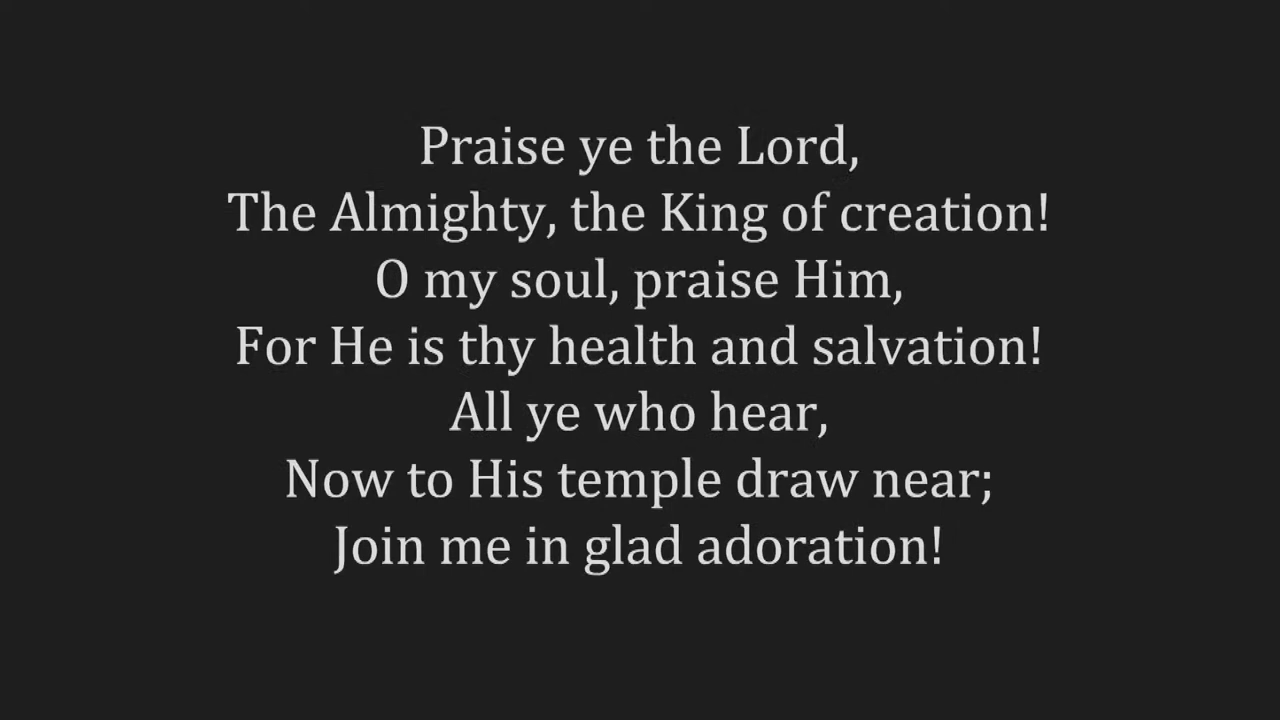 Praise ye the Lord,
The Almighty, the King of creation!
O my soul, praise Him,
For He is thy health and salvation!
All ye who hear,
Now to His temple draw near;
Join me in glad adoration!